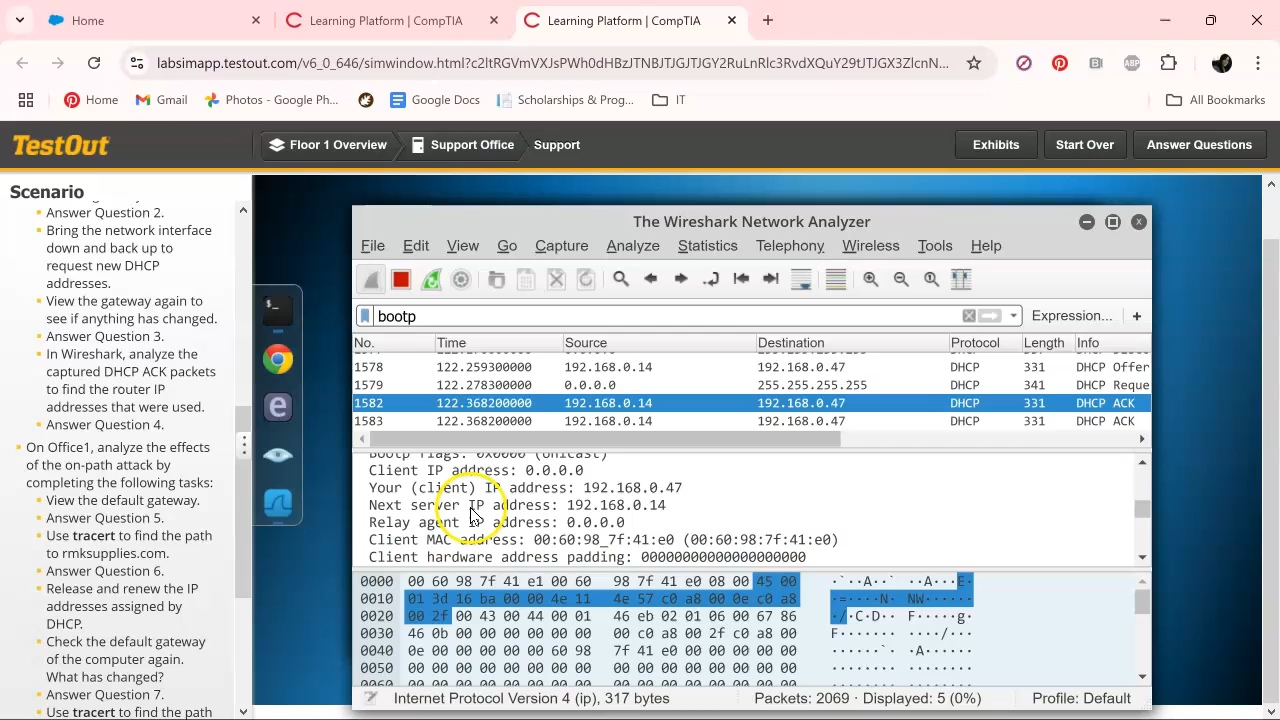 Home
Learning Platform | CompTIA
Learning Platform | CompTIA
labsimapp.testout.com/v6_0_646/simwindow.html?c2ltRGVmVXJsPWh0dHBzJTNBJTJGJTJGY2RuLnRlc3RvdXQuY29tJTJGX3ZlcnN...
Home
Gmail
Photos - Google Ph...
Google Docs
Scholarships & Prog...
IT
All Bookmarks
ABP
TestOut
Floor 1 Overview
Support Office
Support
Exhibits
Start Over
Answer Questions
Scenario
Answer Question 2.
Bring the network interface
down and back up to
request new DHCP
addresses.
View the gateway again to
see if anything has changed.
Answer Question 3.
In Wireshark, analyze the
captured DHCP ACK packets
to find the router IP
addresses that were used.
Answer Question 4.
On Office1, analyze the effects
of the on-path attack by
completing the following tasks:
View the default gateway.
Answer Question 5.
Use tracert to find the path
to rmksupplies.com.
Answer Question 6.
Release and renew the IP
addresses assigned by
DHCP.
Check the default gateway
of the computer again.
What has changed?
Answer Question 7.
Use tracert to find the path
The Wireshark Network Analyzer
File Edit View Go Capture Analyze Statistics Telephony Wireless Tools Help
bootp
Expression... +
No. Time Source Destination Protocol Length Info
1578 122.259300000 192.168.0.14 192.168.0.47 DHCP 331 DHCP Offer
1579 122.278300000 0.0.0.0 255.255.255.255 DHCP 341 DHCP Reque
1582 122.368200000 192.168.0.14 192.168.0.47 DHCP 331 DHCP ACK
1583 122.368200000 192.168.0.14 192.168.0.47 DHCP 331 DHCP ACK
Bootp flags: 0x0000 (Unicast)
Client IP address: 0.0.0.0
Your (client) IP address: 192.168.0.47
Next server IP address: 192.168.0.14
Relay agent IP address: 0.0.0.0
Client MAC address: 00:60:98_7f:41:e0 (00:60:98:7f:41:e0)
Client hardware address padding: 00000000000000000000
0000 00 60 98 7f 41 e1 00 60 98 7f 41 e0 08 00 45 00 ·`··A··` ··A···E·
0010 01 3d 16 ba 00 00 4e 11 4e 57 c0 a8 00 0e c0 a8 ·=····N· NW······
0020 00 2f 00 43 00 44 00 01 46 eb 02 01 06 00 67 86 ·/·C·D·· F·····g·
0030 46 0b 00 00 00 00 00 00 00 c0 a8 00 2f c0 a8 00 F······· ····/···
0040 0e 00 00 00 00 00 60 98 7f 41 e0 00 00 00 00 00 ······`· ·A······
0050 00 00 00 00 00 00 00 00 00 00 00 00 00 00 00 00 ········ ········
Internet Protocol Version 4 (ip), 317 bytes
Packets: 2069 · Displayed: 5 (0%)
Profile: Default